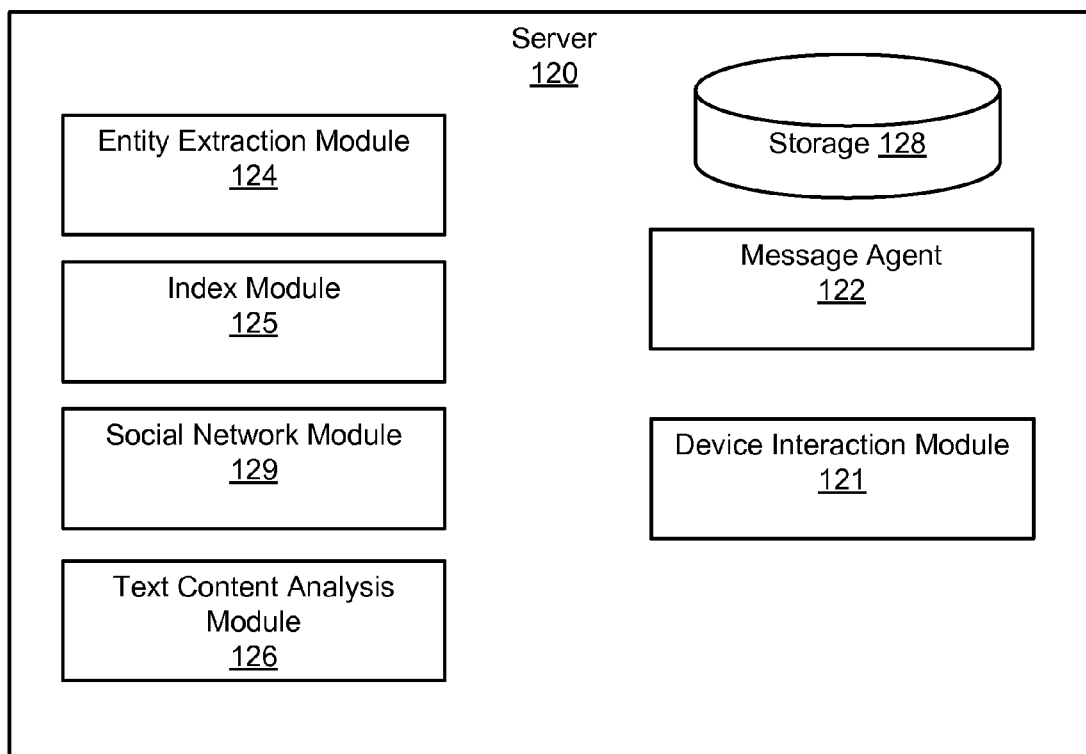 Server
120
Entity Extraction Module
124
Index Module
125
Social Network Module
129
Text Content Analysis
Module
126
Storage 128
Message Agent
122
Device Interaction Module
121